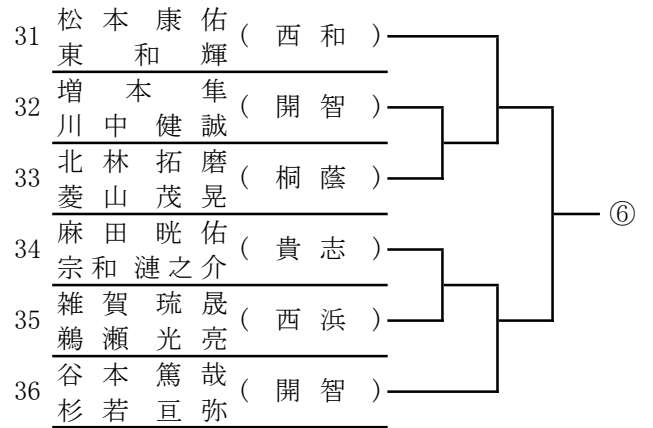 31 松本康佑 (西和)
東和輝
32 増本隼 (開智)
川中健誠
33 北林拓磨 (桐蔭)
菱山茂晃
34 麻田晄佑 (貴志)
宗和漣之介
35 雑賀琉晟 (西浜)
鵜瀬光亮
36 谷本篤哉 (開智)
杉若亘弥
⑥